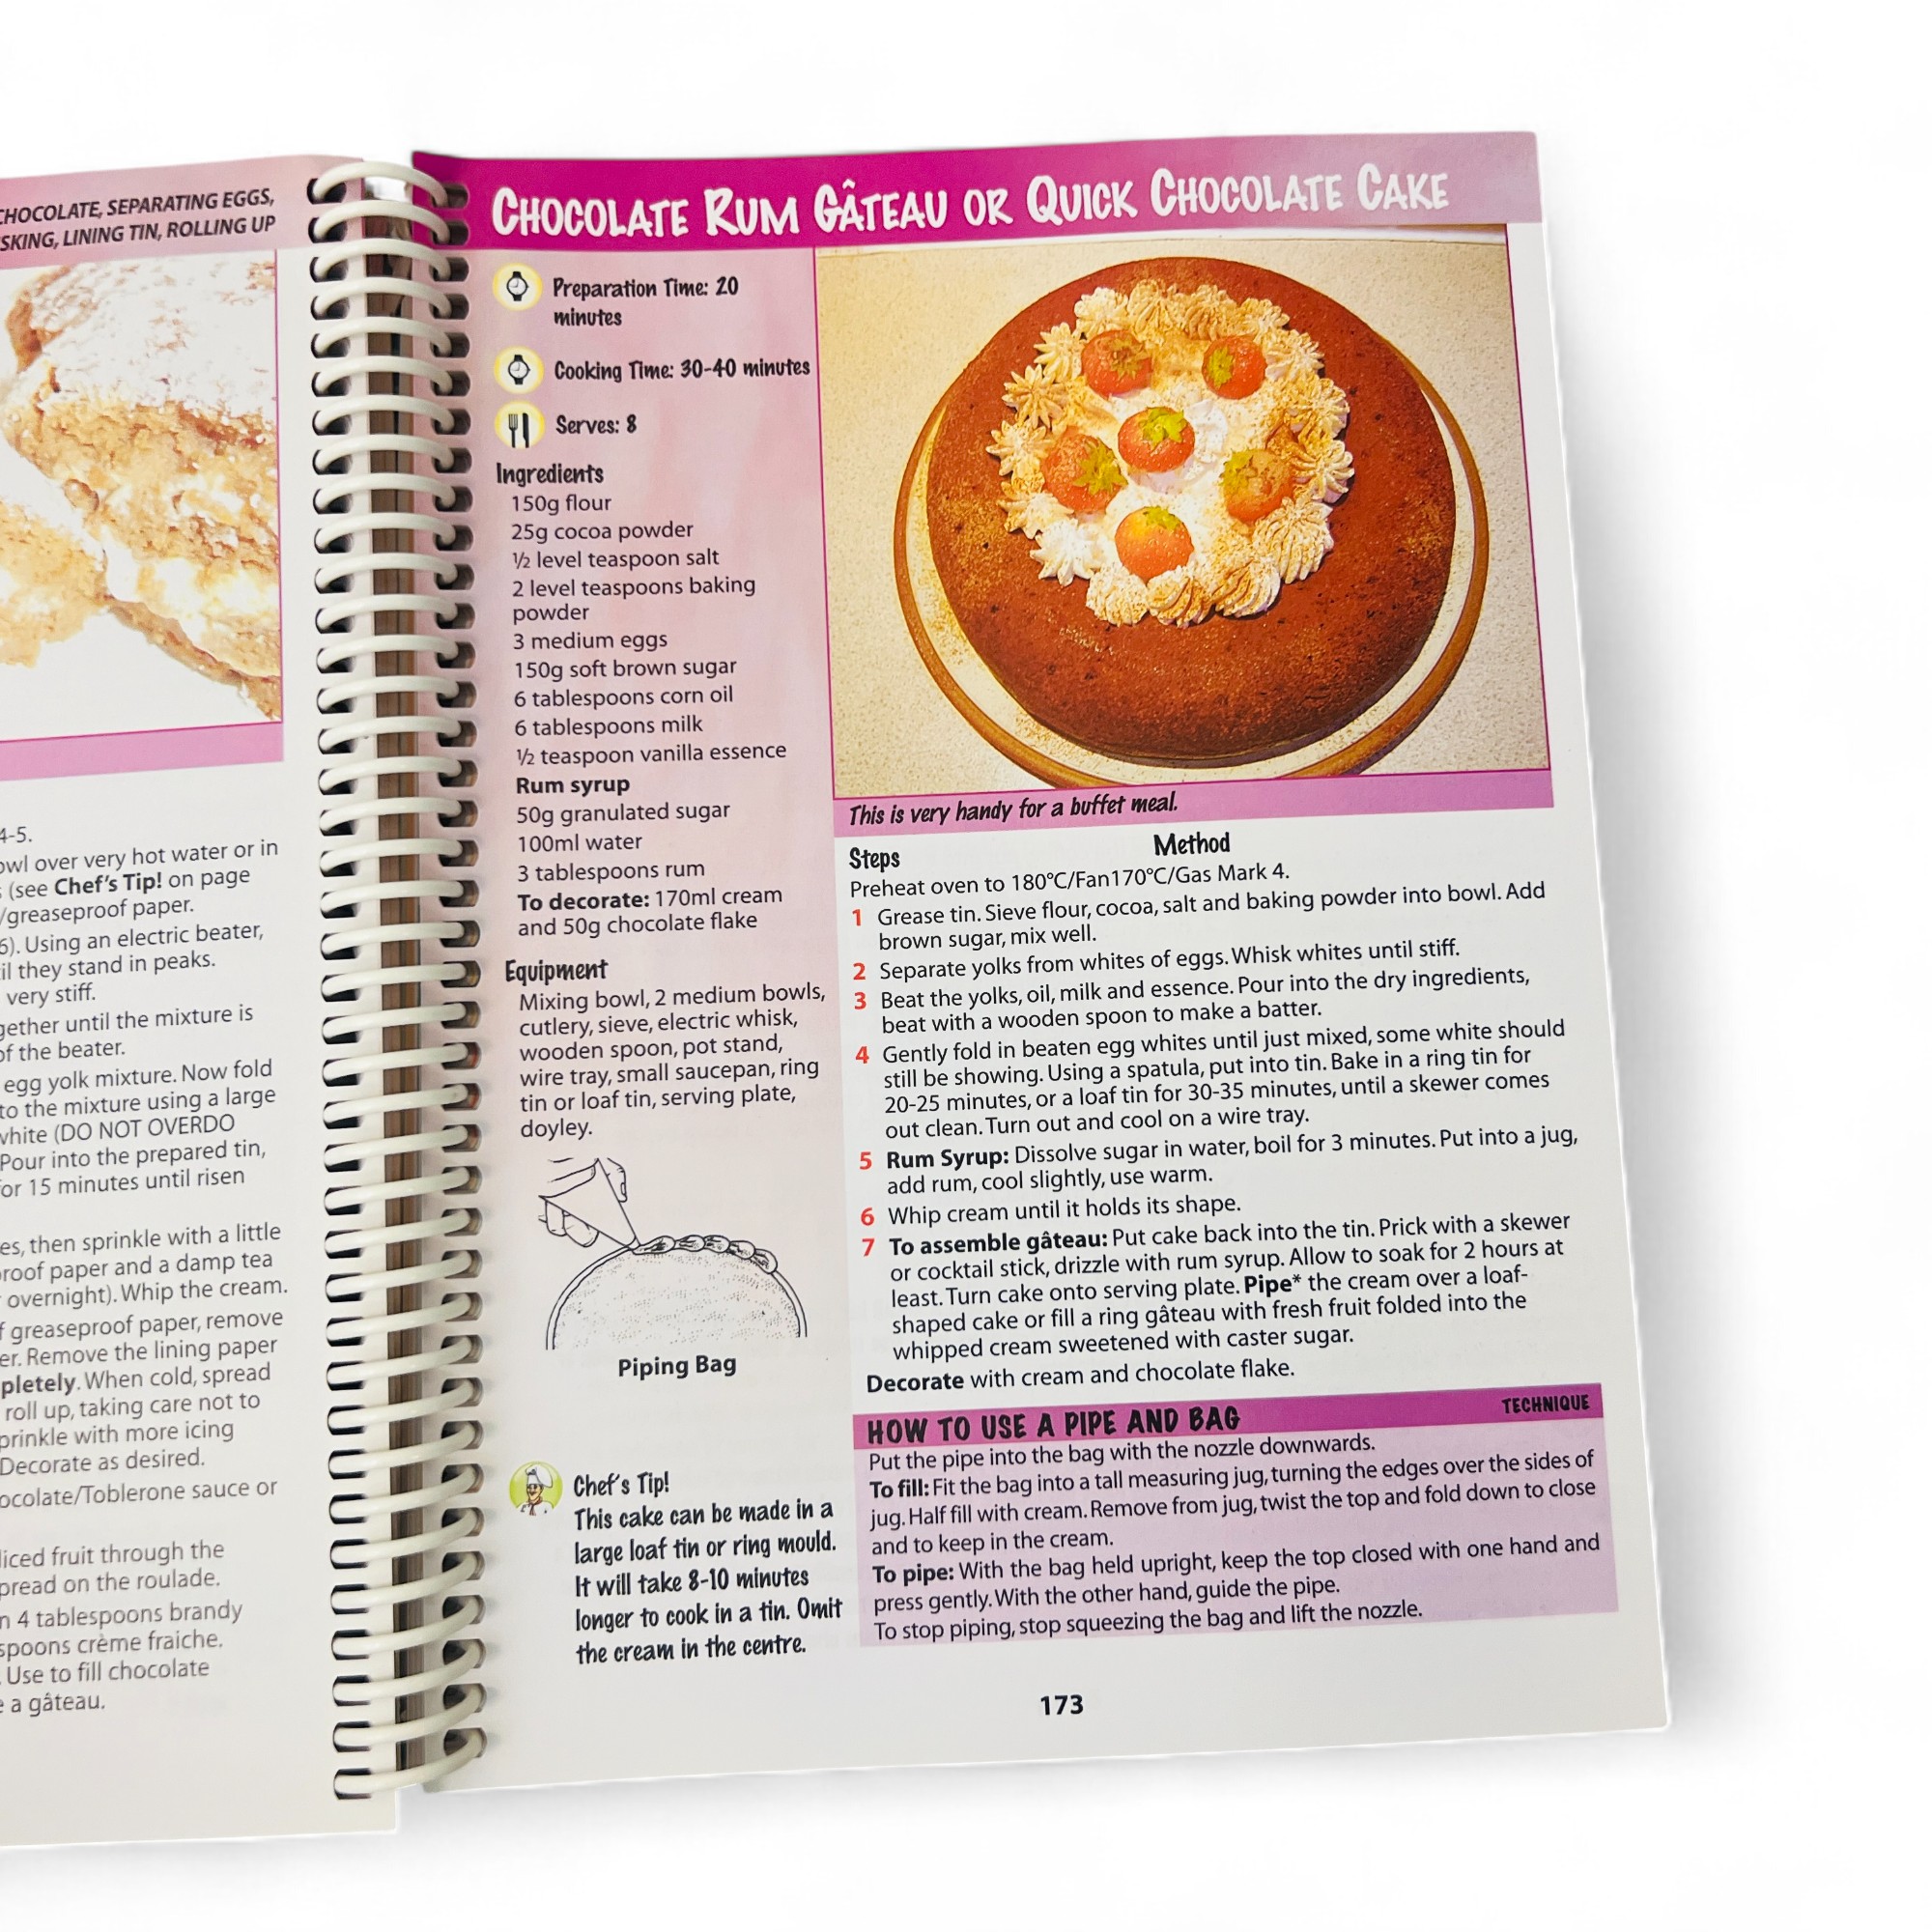 CHOCOLATE, SEPARATING EGGS,
SKING, LINING TIN, ROLLING UP
4-5.
owl over very hot water or in
(see Chef's Tip! on page
/greaseproof paper.
6). Using an electric beater,
il they stand in peaks.
very stiff.
gether until the mixture is
of the beater.
egg yolk mixture. Now fold
to the mixture using a large
white (DO NOT OVERDO
Pour into the prepared tin,
for 15 minutes until risen
es, then sprinkle with a little
roof paper and a damp tea
overnight). Whip the cream.
f greaseproof paper, remove
er. Remove the lining paper
pletely. When cold, spread
roll up, taking care not to
prinkle with more icing
Decorate as desired.
ocolate/Toblerone sauce or
liced fruit through the
pread on the roulade.
n 4 tablespoons brandy
spoons crème fraiche.
Use to fill chocolate
e a gâteau.
CHOCOLATE RUM GÂTEAU OR QUICK CHOCOLATE CAKE
Preparation Time: 20
minutes
Cooking Time: 30-40 minutes
Serves: 8
Ingredients
150g flour
25g cocoa powder
½ level teaspoon salt
2 level teaspoons baking
powder
3 medium eggs
150g soft brown sugar
6 tablespoons corn oil
6 tablespoons milk
½ teaspoon vanilla essence
Rum syrup
50g granulated sugar
100ml water
3 tablespoons rum
To decorate: 170ml cream
and 50g chocolate flake
Equipment
Mixing bowl, 2 medium bowls,
cutlery, sieve, electric whisk,
wooden spoon, pot stand,
wire tray, small saucepan, ring
tin or loaf tin, serving plate,
doyley.
Piping Bag
Chef's Tip!
This cake can be made in a
large loaf tin or ring mould.
It will take 8-10 minutes
longer to cook in a tin. Omit
the cream in the centre.
This is very handy for a buffet meal.
Steps Method
Preheat oven to 180°C/Fan170°C/Gas Mark 4.
1 Grease tin. Sieve flour, cocoa, salt and baking powder into bowl. Add
brown sugar, mix well.
2 Separate yolks from whites of eggs. Whisk whites until stiff.
3 Beat the yolks, oil, milk and essence. Pour into the dry ingredients,
beat with a wooden spoon to make a batter.
4 Gently fold in beaten egg whites until just mixed, some white should
still be showing. Using a spatula, put into tin. Bake in a ring tin for
20-25 minutes, or a loaf tin for 30-35 minutes, until a skewer comes
out clean. Turn out and cool on a wire tray.
5 Rum Syrup: Dissolve sugar in water, boil for 3 minutes. Put into a jug,
add rum, cool slightly, use warm.
6 Whip cream until it holds its shape.
7 To assemble gâteau: Put cake back into the tin. Prick with a skewer
or cocktail stick, drizzle with rum syrup. Allow to soak for 2 hours at
least. Turn cake onto serving plate. Pipe* the cream over a loaf-
shaped cake or fill a ring gâteau with fresh fruit folded into the
whipped cream sweetened with caster sugar.
Decorate with cream and chocolate flake.
HOW TO USE A PIPE AND BAG TECHNIQUE
Put the pipe into the bag with the nozzle downwards.
To fill: Fit the bag into a tall measuring jug, turning the edges over the sides of
jug. Half fill with cream. Remove from jug, twist the top and fold down to close
and to keep in the cream.
To pipe: With the bag held upright, keep the top closed with one hand and
press gently. With the other hand, guide the pipe.
To stop piping, stop squeezing the bag and lift the nozzle.
173